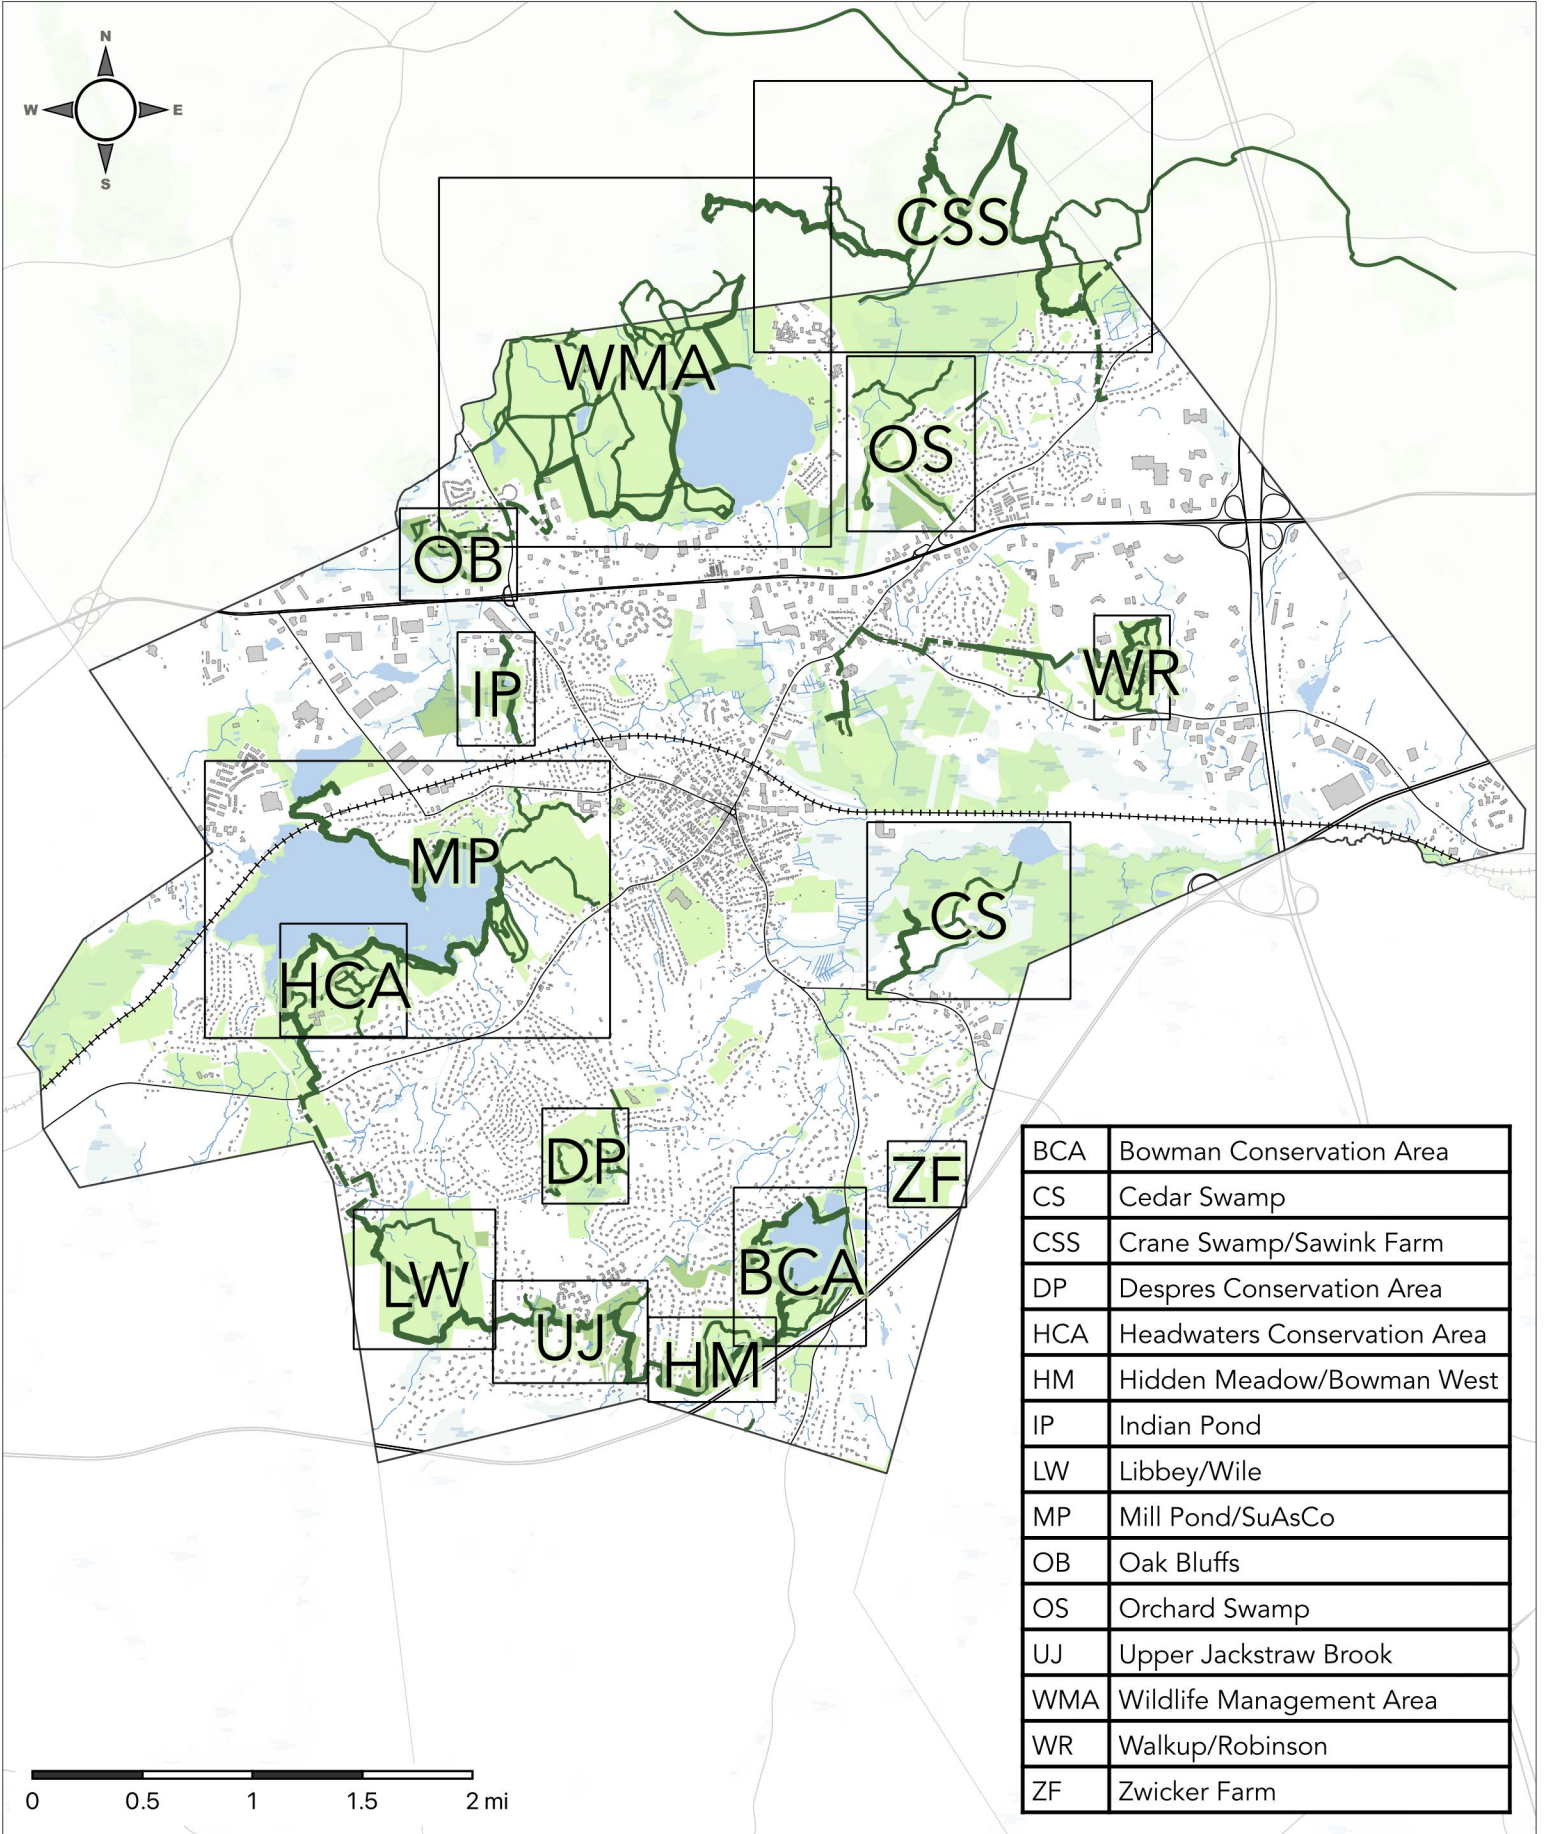 N
W E
S
CSS
WMA
OS
OB
WR
IP
MP
CS
HCA
DP
ZF
BCA
LW
UJ
HM
BCA Bowman Conservation Area
CS Cedar Swamp
CSS Crane Swamp/Sawink Farm
DP Despres Conservation Area
HCA Headwaters Conservation Area
HM Hidden Meadow/Bowman West
IP Indian Pond
LW Libbey/Wile
MP Mill Pond/SuAsCo
OB Oak Bluffs
OS Orchard Swamp
UJ Upper Jackstraw Brook
WMA Wildlife Management Area
WR Walkup/Robinson
ZF Zwicker Farm
0 0.5 1 1.5 2 mi